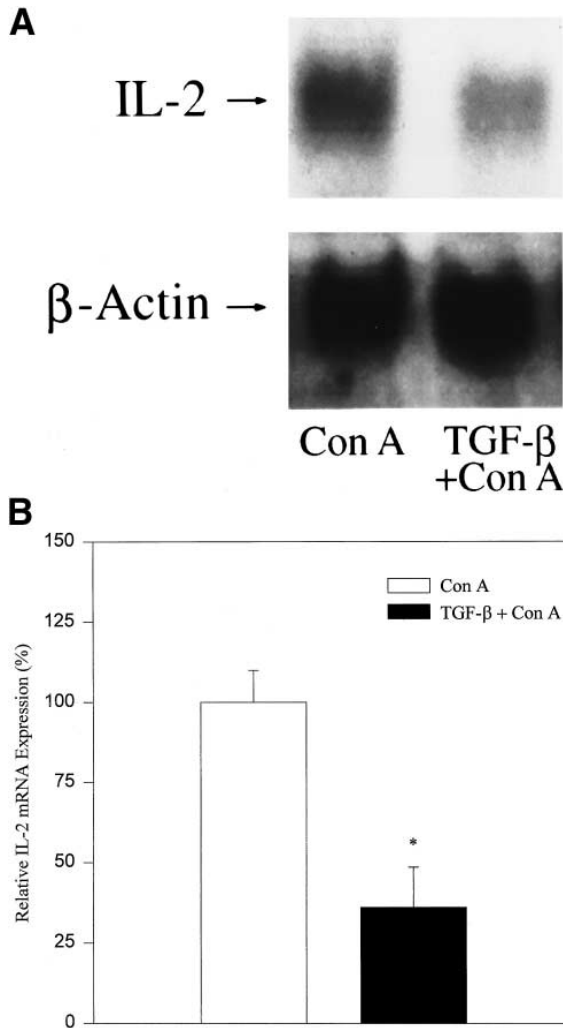 A
IL-2 →
β-Actin →
Con A
TGF-β
+Con A
B
150
125
100
75
50
25
0
Relative IL-2 mRNA Expression (%)
Con A
TGF-β + Con A
*